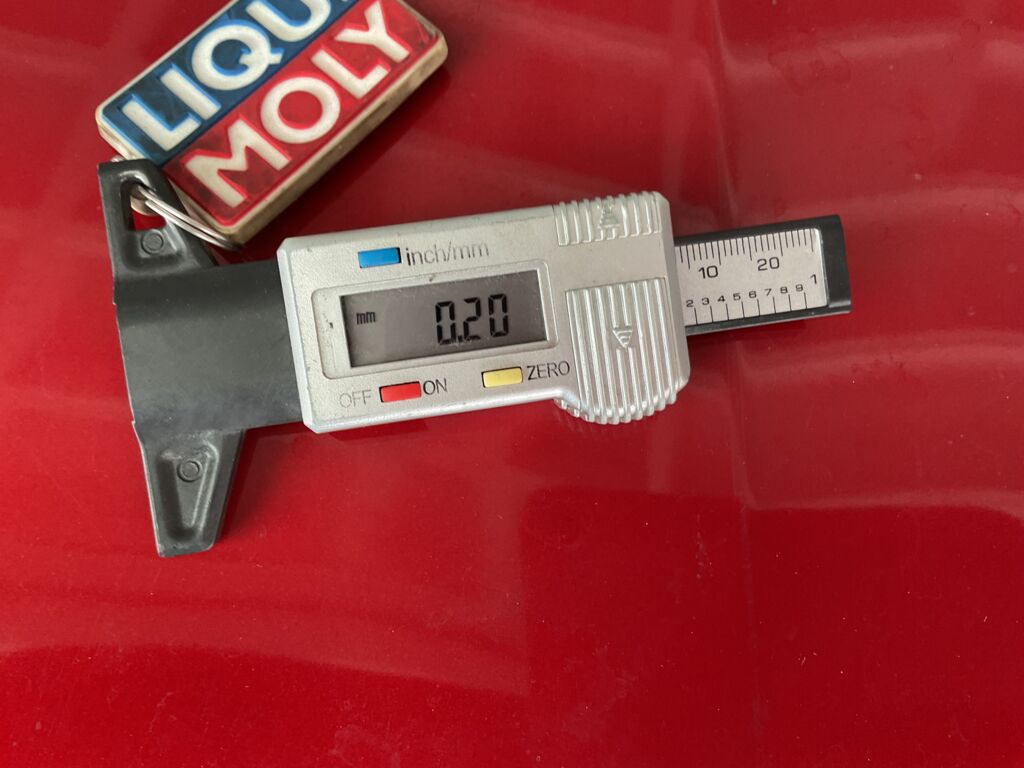 LIQUI
MOLY
inch/mm
mm
0.20
OFF ON
ZERO
10 20
2 3 4 5 6 7 8 9 1